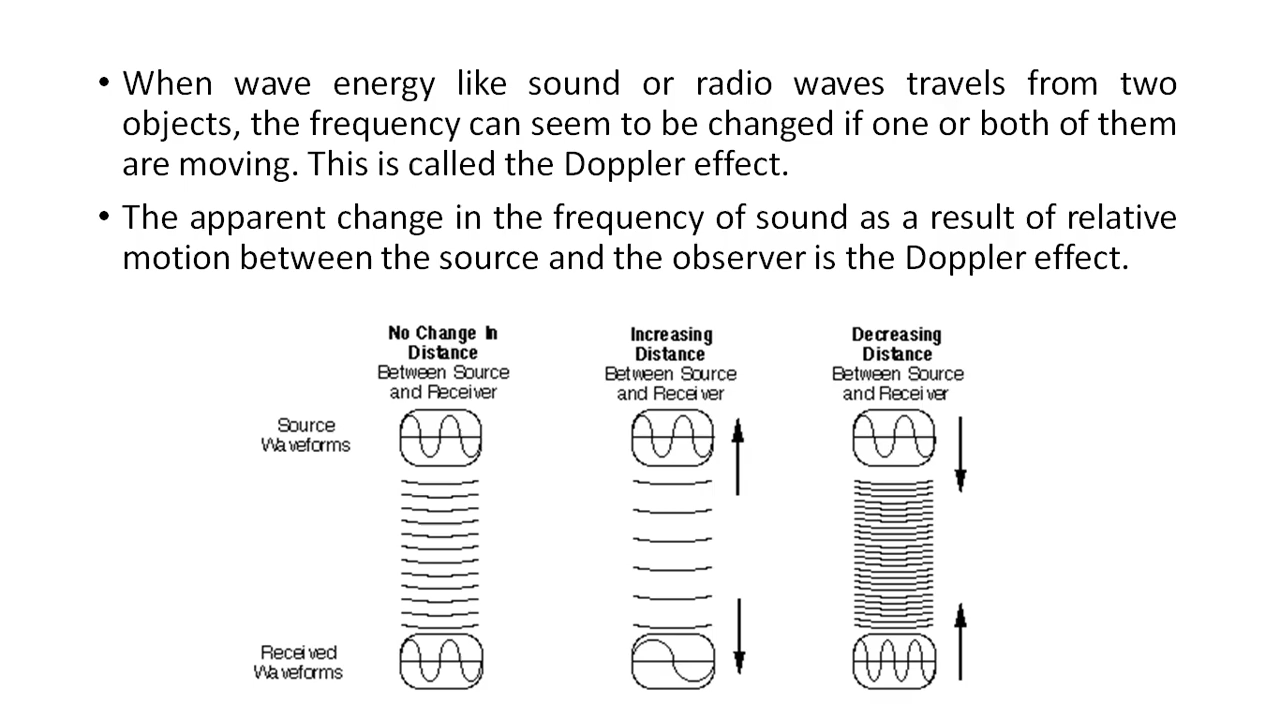 • When wave energy like sound or radio waves travels from two
objects, the frequency can seem to be changed if one or both of them
are moving. This is called the Doppler effect.
• The apparent change in the frequency of sound as a result of relative
motion between the source and the observer is the Doppler effect.
No Change In
Distance
Between Source
and Receiver
Increasing
Distance
Between Source
and Receiver
Decreasing
Distance
Between Source
and Receiver
Source
Waveforms
Received
Waveforms